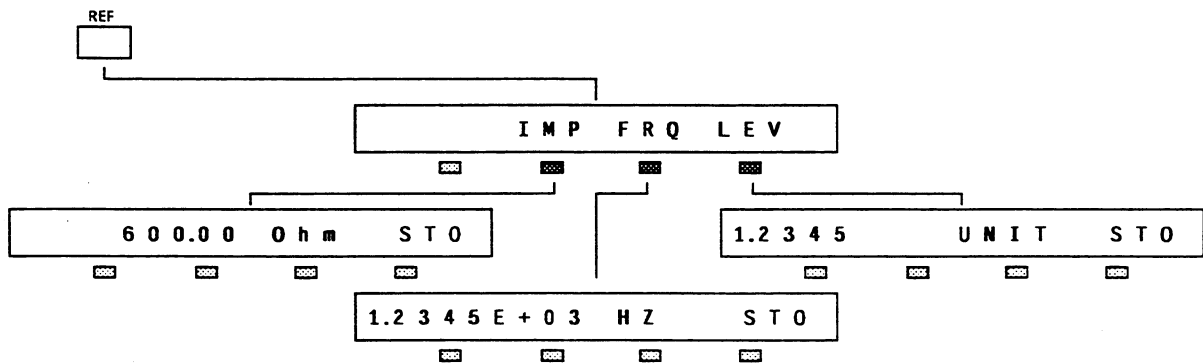 REF
IMP FRQ LEV
600.00 Ohm STO
1.2345 UNIT STO
1.2345E+03 HZ STO